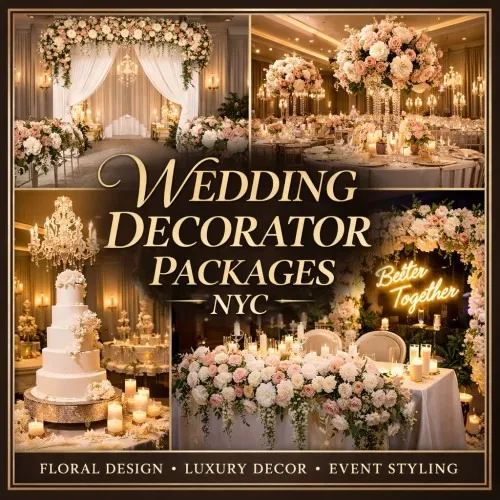 WEDDING
DECORATOR
PACKAGES
NYC
Better
Together
FLORAL DESIGN • LUXURY DECOR • EVENT STYLING